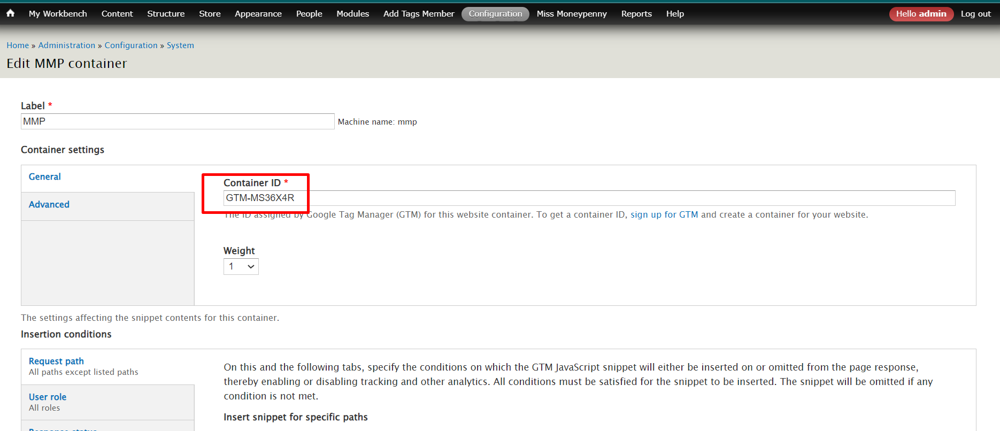 My Workbench Content Structure Store Appearance People Modules Add Tags Member Configuration Miss Moneypenny Reports Help Hello admin Log out
Home » Administration » Configuration » System
Edit MMP container
Label *
MMP Machine name: mmp
Container settings
General
Advanced
Container ID *
GTM-MS36X4R
The ID assigned by Google Tag Manager (GTM) for this website container. To get a container ID, sign up for GTM and create a container for your website.
Weight
1
The settings affecting the snippet contents for this container.
Insertion conditions
Request path
All paths except listed paths
User role
All roles
Response status
On this and the following tabs, specify the conditions on which the GTM JavaScript snippet will either be inserted on or omitted from the page response,
thereby enabling or disabling tracking and other analytics. All conditions must be satisfied for the snippet to be inserted. The snippet will be omitted if any
condition is not met.
Insert snippet for specific paths